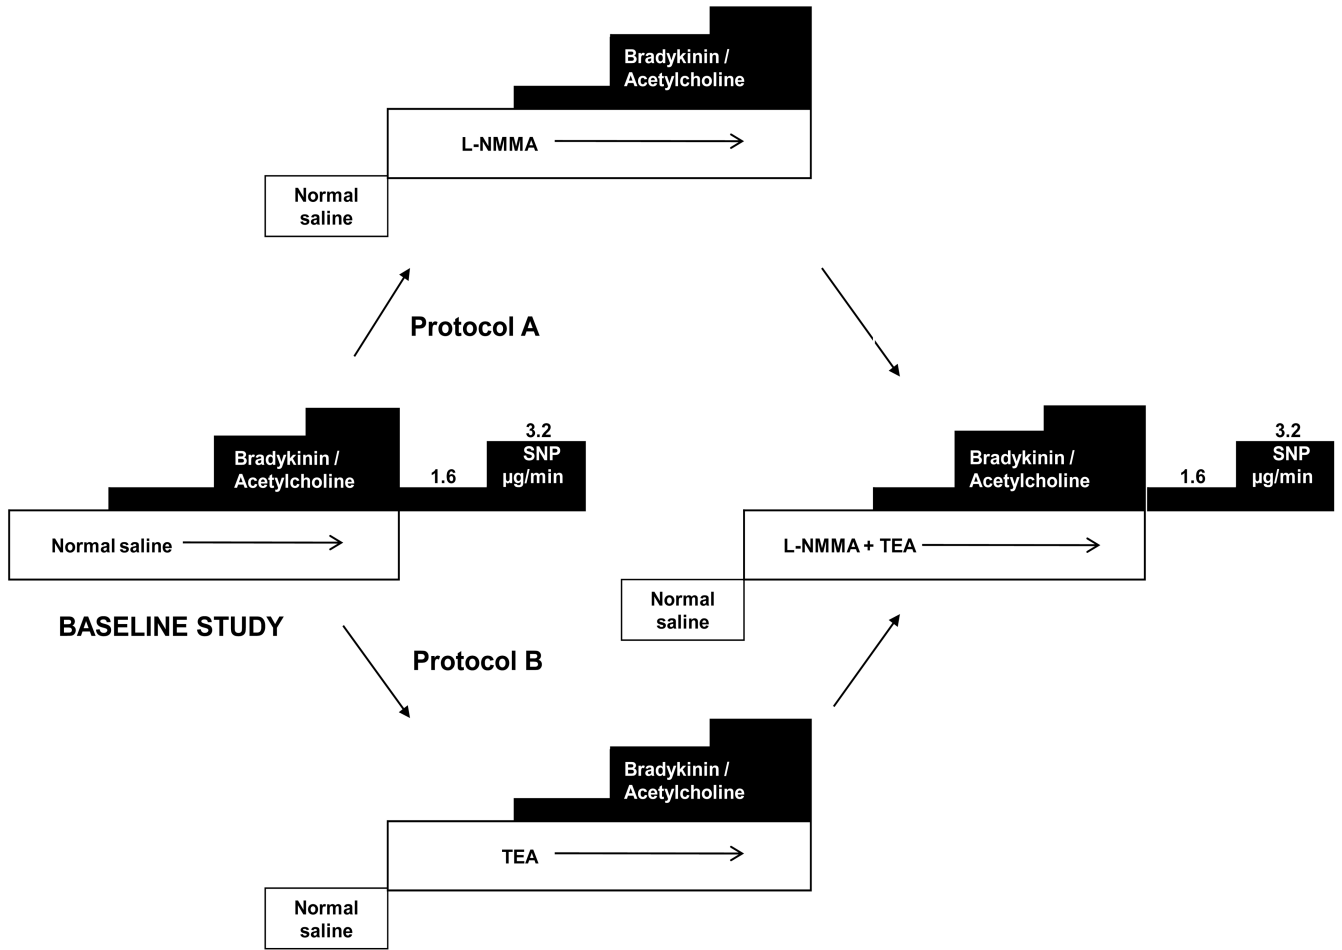 Bradykinin /
Acetylcholine
L-NMMA
Normal
saline
Protocol A
Bradykinin /
Acetylcholine
1.6
3.2
SNP
µg/min
Normal saline
BASELINE STUDY
Bradykinin /
Acetylcholine
1.6
3.2
SNP
µg/min
L-NMMA + TEA
Normal
saline
Protocol B
Bradykinin /
Acetylcholine
TEA
Normal
saline